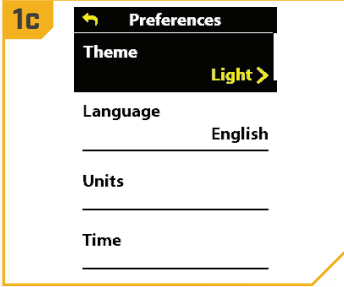 1c
Preferences
Theme
Light
Language
English
Units
Time